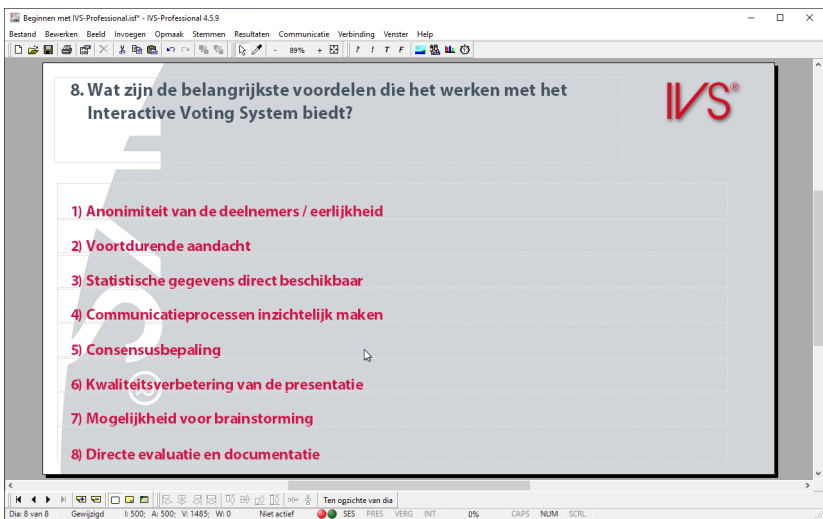 Beginnen met IVS-Professional.isf* - IVS-Professional 4.5.9
Bestand Bewerken Beeld Invoegen Opmaak Stemmen Resultaten Communicatie Verbinding Venster Help
- 89% + ? ! T F
8. Wat zijn de belangrijkste voordelen die het werken met het
Interactive Voting System biedt?
IVS®
1) Anonimiteit van de deelnemers / eerlijkheid
2) Voortdurende aandacht
3) Statistische gegevens direct beschikbaar
4) Communicatieprocessen inzichtelijk maken
5) Consensusbepaling
6) Kwaliteitsverbetering van de presentatie
7) Mogelijkheid voor brainstorming
8) Directe evaluatie en documentatie
Ten opzichte van dia
Dia: 8 van 8 Gewijzigd I: 500; A: 500; V: 1485; W: 0 Niet actief SES PRES VERG INT 0% CAPS NUM SCRL